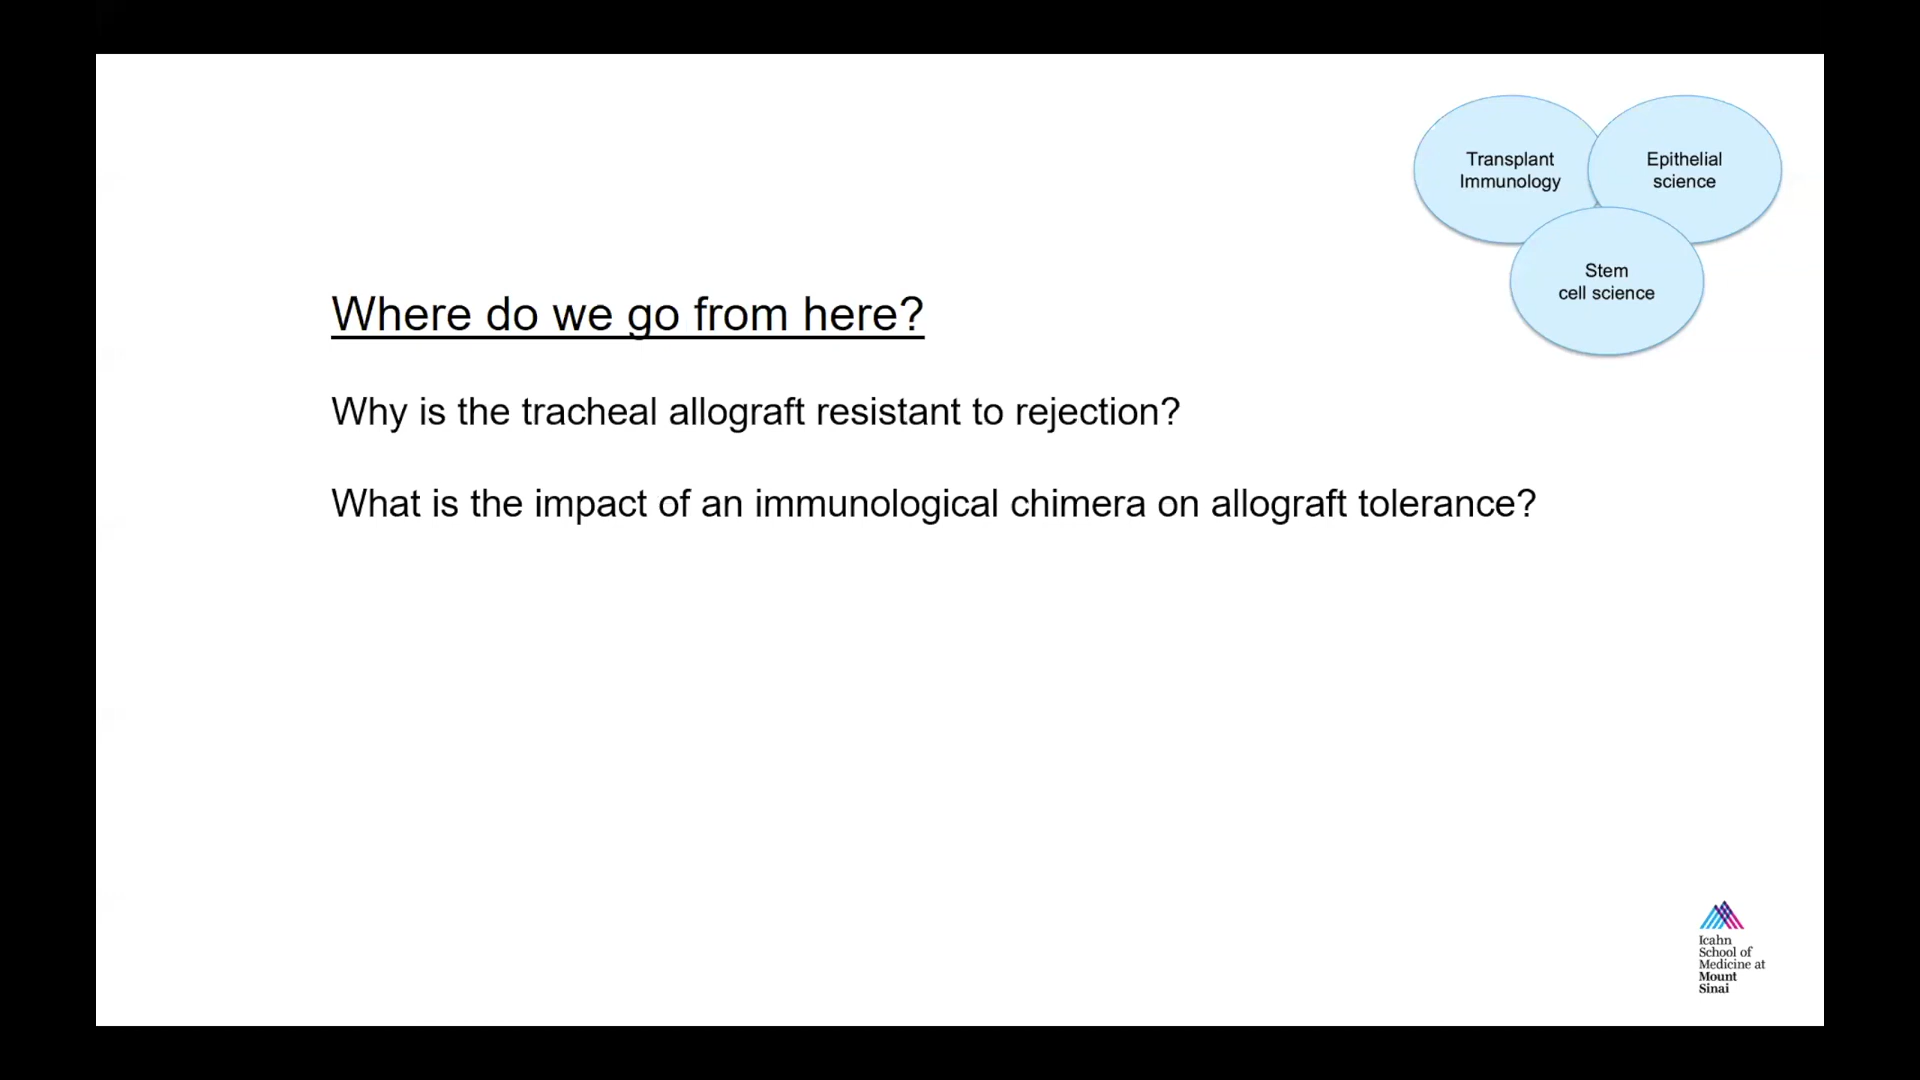 Transplant
Immunology
Epithelial
science
Stem
cell science
Where do we go from here?
Why is the tracheal allograft resistant to rejection?
What is the impact of an immunological chimera on allograft tolerance?
Icahn
School of
Medicine at
Mount
Sinai